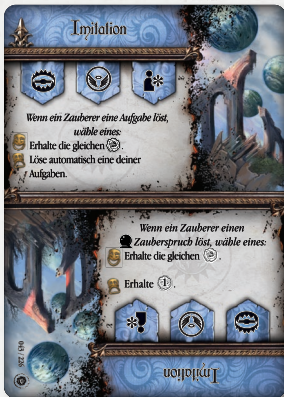 Imitation
Wenn ein Zauberer eine Aufgabe löst,
wähle eines:
Erhalte die gleichen .
Löse automatisch eine deiner
Aufgaben.
Wenn ein Zauberer einen
Zauberspruch löst, wähle eines:
Erhalte die gleichen .
Erhalte 1 .
Imitation